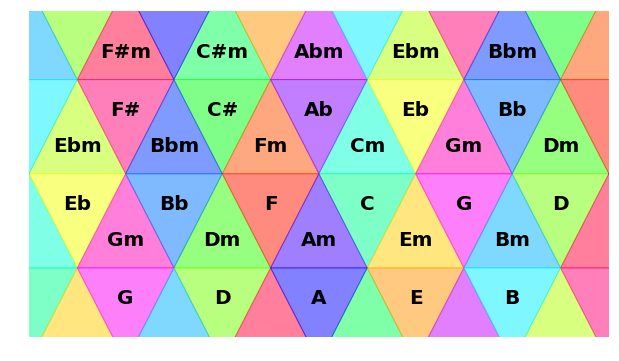 F#m C#m Abm Ebm Bbm
F# C# Ab Eb Bb
Ebm Bbm Fm Cm Gm Dm
Eb Bb F C G D
Gm Dm Am Em Bm
G D A E B